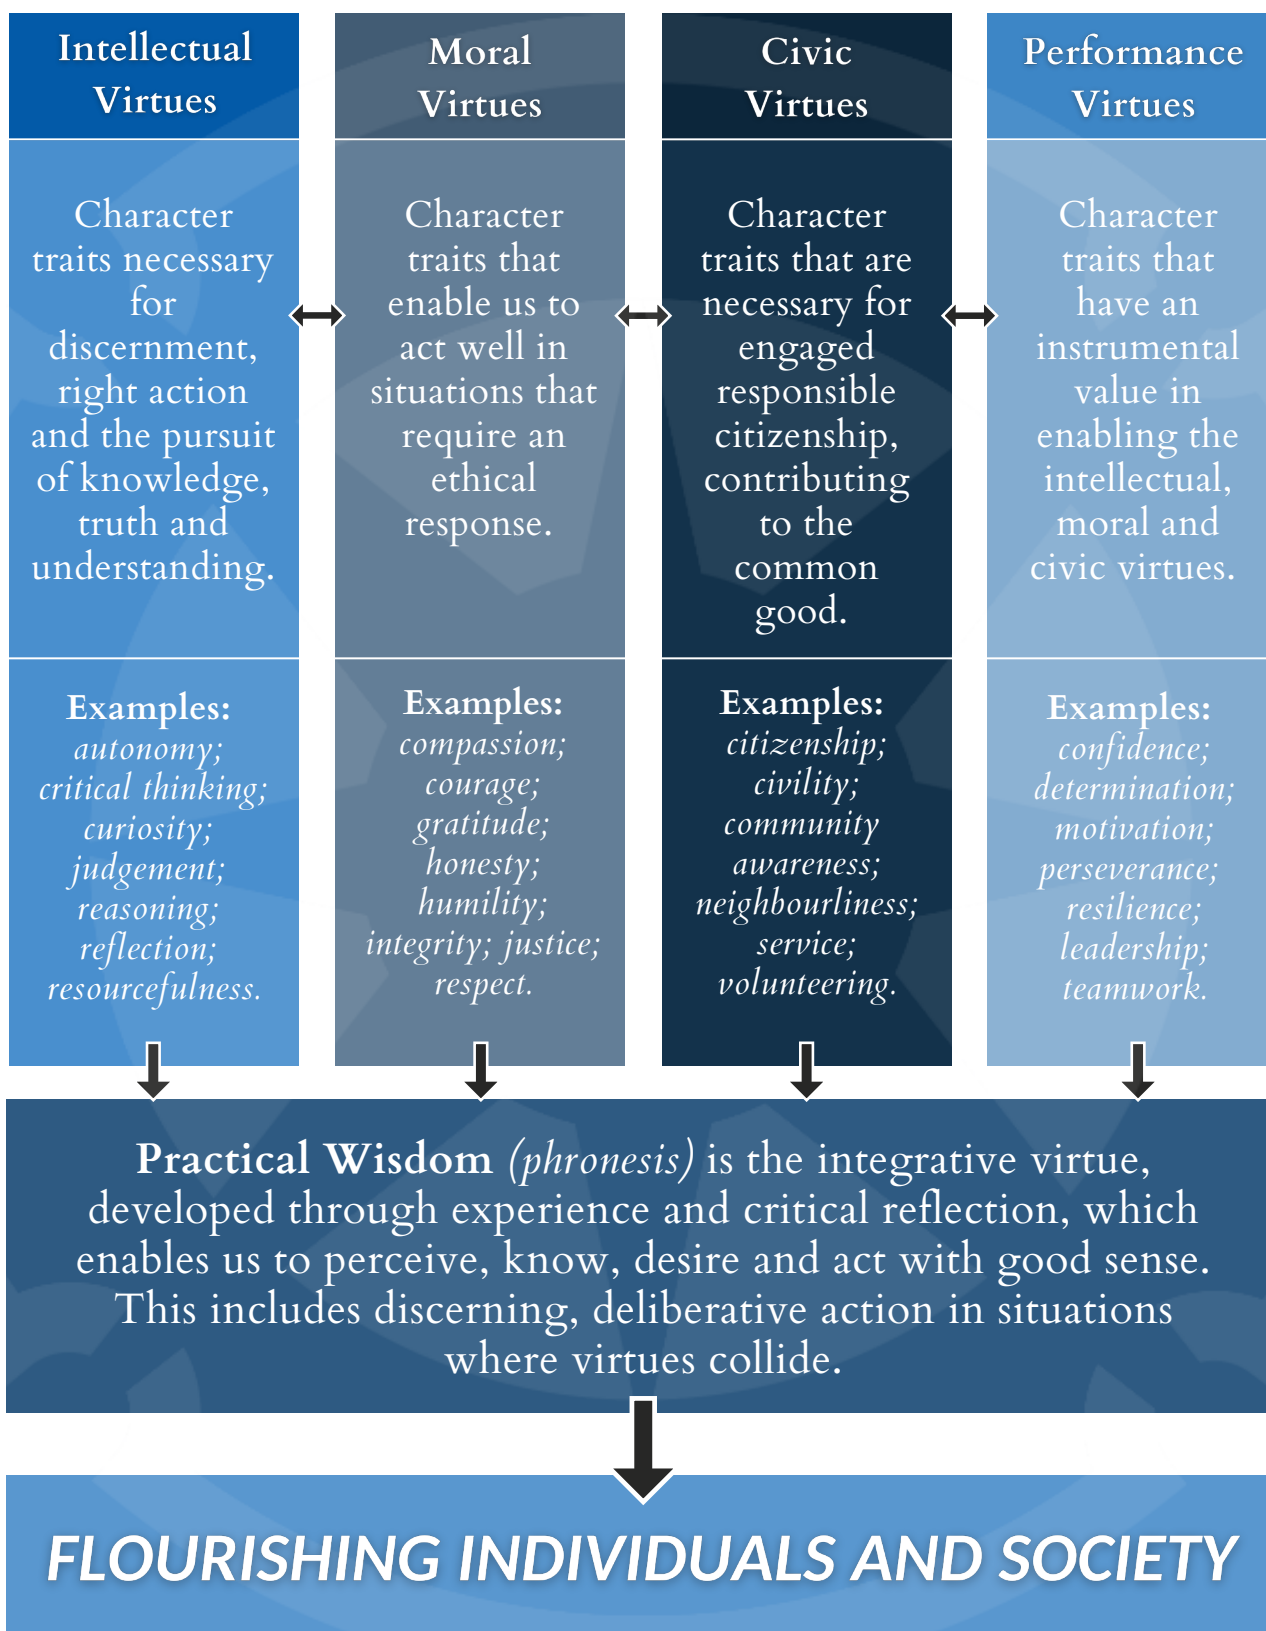 Intellectual
Virtues
Character
traits necessary
for
discernment,
right action
and the pursuit
of knowledge,
truth and
understanding.
Examples:
autonomy;
critical thinking;
curiosity;
judgement;
reasoning;
reflection;
resourcefulness.
Moral
Virtues
Character
traits that
enable us to
act well in
situations that
require an
ethical
response.
Examples:
compassion;
courage;
gratitude;
honesty;
humility;
integrity; justice;
respect.
Civic
Virtues
Character
traits that are
necessary for
engaged
responsible
citizenship,
contributing
to the
common
good.
Examples:
citizenship;
civility;
community
awareness;
neighbourliness;
service;
volunteering.
Performance
Virtues
Character
traits that
have an
instrumental
value in
enabling the
intellectual,
moral and
civic virtues.
Examples:
confidence;
determination;
motivation;
perseverance;
resilience;
leadership;
teamwork.
Practical Wisdom (phronesis) is the integrative virtue,
developed through experience and critical reflection, which
enables us to perceive, know, desire and act with good sense.
This includes discerning, deliberative action in situations
where virtues collide.
FLOURISHING INDIVIDUALS AND SOCIETY